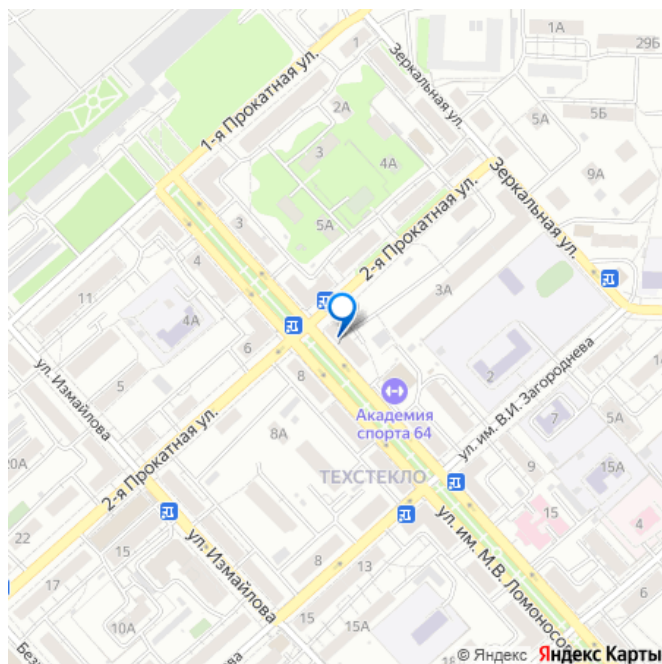 1
1А
29Б
Зеркальная ул.
1-я Прокатная ул.
2А
5А
5Б
3
4А
9А
Зеркальная ул.
2-я Прокатная ул.
3
5А
4
11
3А
4А
6
5
8
2
ул. им. В.И. Загороднева
Академия
спорта 64
7
5А
ул. Измайлова
8А
20А
2-я Прокатная ул.
ТЕХСТЕКЛО
9
15А
15
4
22
15
ул. Измайлова
ул. им. М.В. Ломоносов
8
13
17
6
10А
15
15А
Без
© Яндекс Яндекс Карты